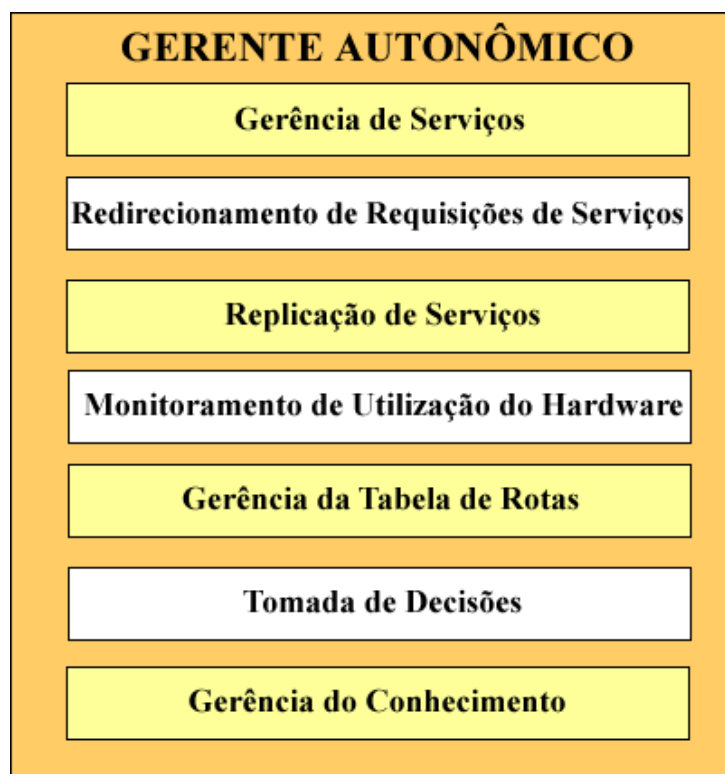 GERENTE AUTONÔMICO
Gerência de Serviços
Redirecionamento de Requisições de Serviços
Replicação de Serviços
Monitoramento de Utilização do Hardware
Gerência da Tabela de Rotas
Tomada de Decisões
Gerência do Conhecimento